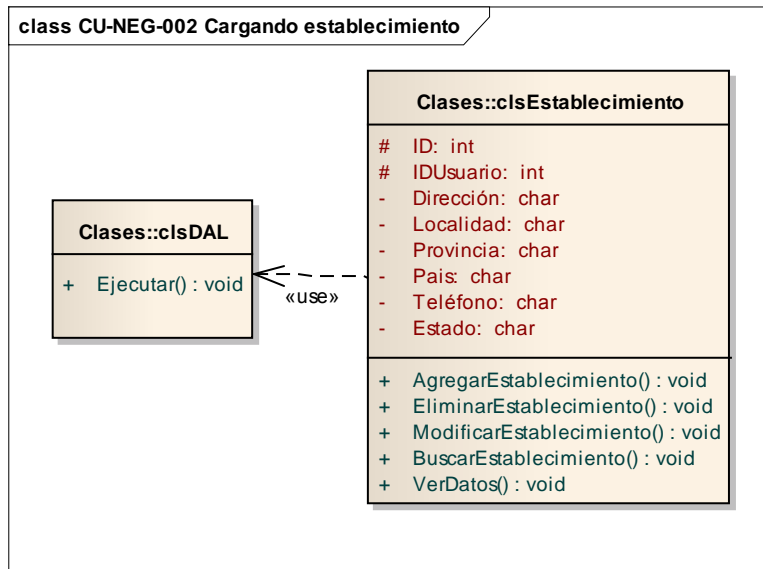 class CU-NEG-002 Cargando establecimiento
Clases::clsDAL
+ Ejecutar() : void
«use»
Clases::clsEstablecimiento
# ID: int
# IDUsuario: int
- Dirección: char
- Localidad: char
- Provincia: char
- Pais: char
- Teléfono: char
- Estado: char
+ AgregarEstablecimiento() : void
+ EliminarEstablecimiento() : void
+ ModificarEstablecimiento() : void
+ BuscarEstablecimiento() : void
+ VerDatos() : void